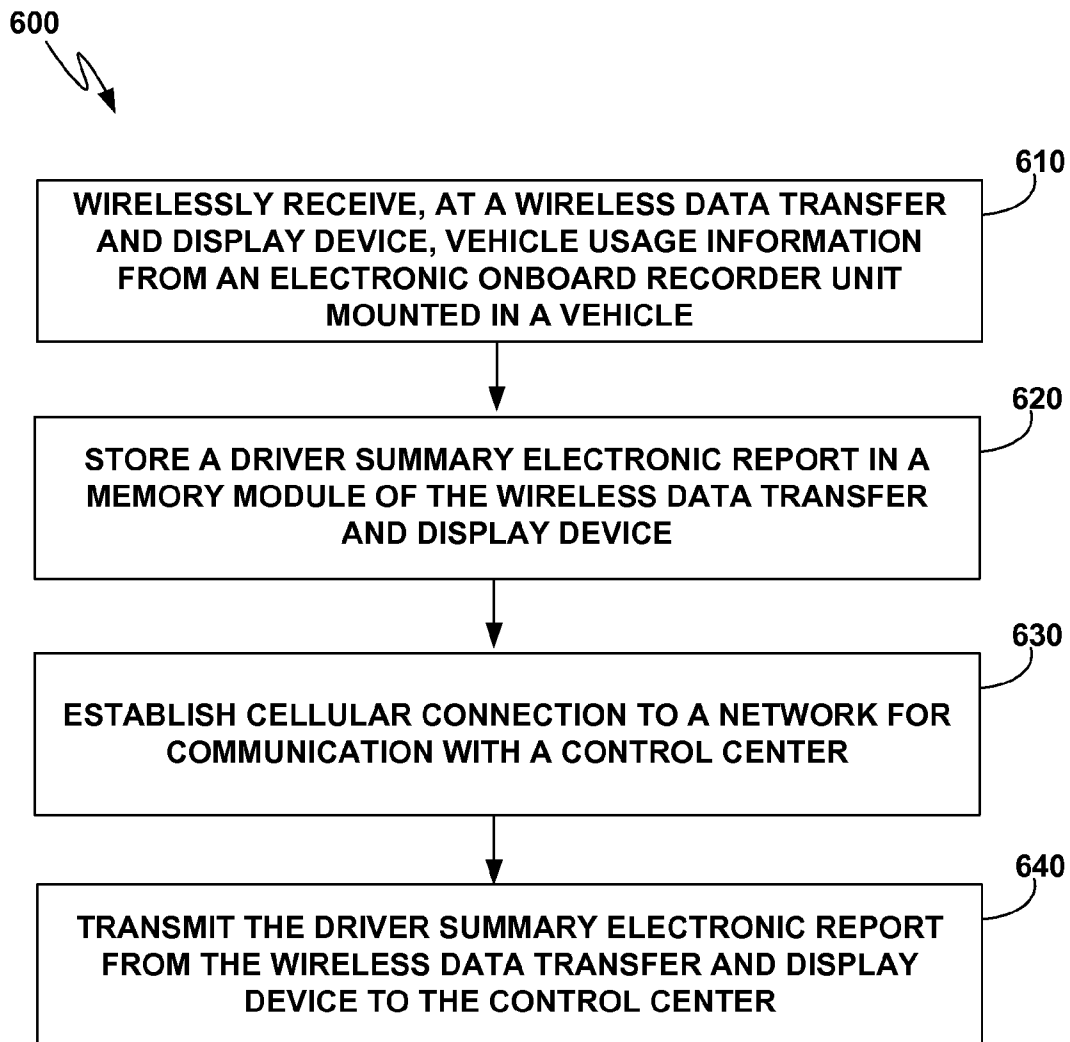 600
610
WIRELESSLY RECEIVE, AT A WIRELESS DATA TRANSFER
AND DISPLAY DEVICE, VEHICLE USAGE INFORMATION
FROM AN ELECTRONIC ONBOARD RECORDER UNIT
MOUNTED IN A VEHICLE
620
STORE A DRIVER SUMMARY ELECTRONIC REPORT IN A
MEMORY MODULE OF THE WIRELESS DATA TRANSFER
AND DISPLAY DEVICE
630
ESTABLISH CELLULAR CONNECTION TO A NETWORK FOR
COMMUNICATION WITH A CONTROL CENTER
640
TRANSMIT THE DRIVER SUMMARY ELECTRONIC REPORT
FROM THE WIRELESS DATA TRANSFER AND DISPLAY
DEVICE TO THE CONTROL CENTER